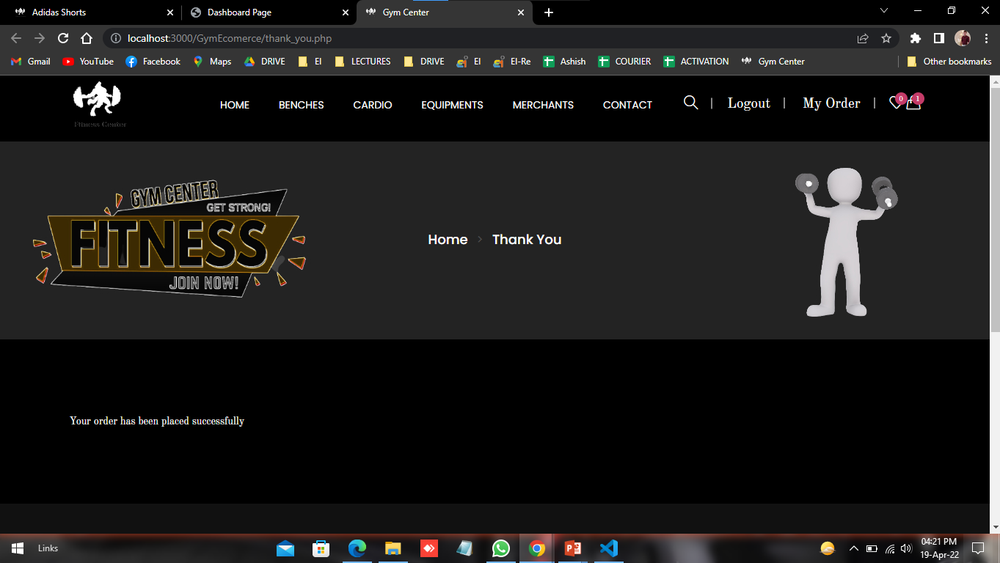 Adidas Shorts
Dashboard Page
Gym Center
localhost:3000/GymEcomerce/thank_you.php
Gmail
YouTube
Facebook
Maps
DRIVE
EI
LECTURES
DRIVE
EI
EI-Re
Ashish
COURIER
ACTIVATION
Gym Center
Other bookmarks
Fitness Center
HOME
BENCHES
CARDIO
EQUIPMENTS
MERCHANTS
CONTACT
Logout
My Order
0
1
GYM CENTER
GET STRONG!
FITNESS
JOIN NOW!
Home > Thank You
Your order has been placed successfully
Links
04:21 PM
19-Apr-22